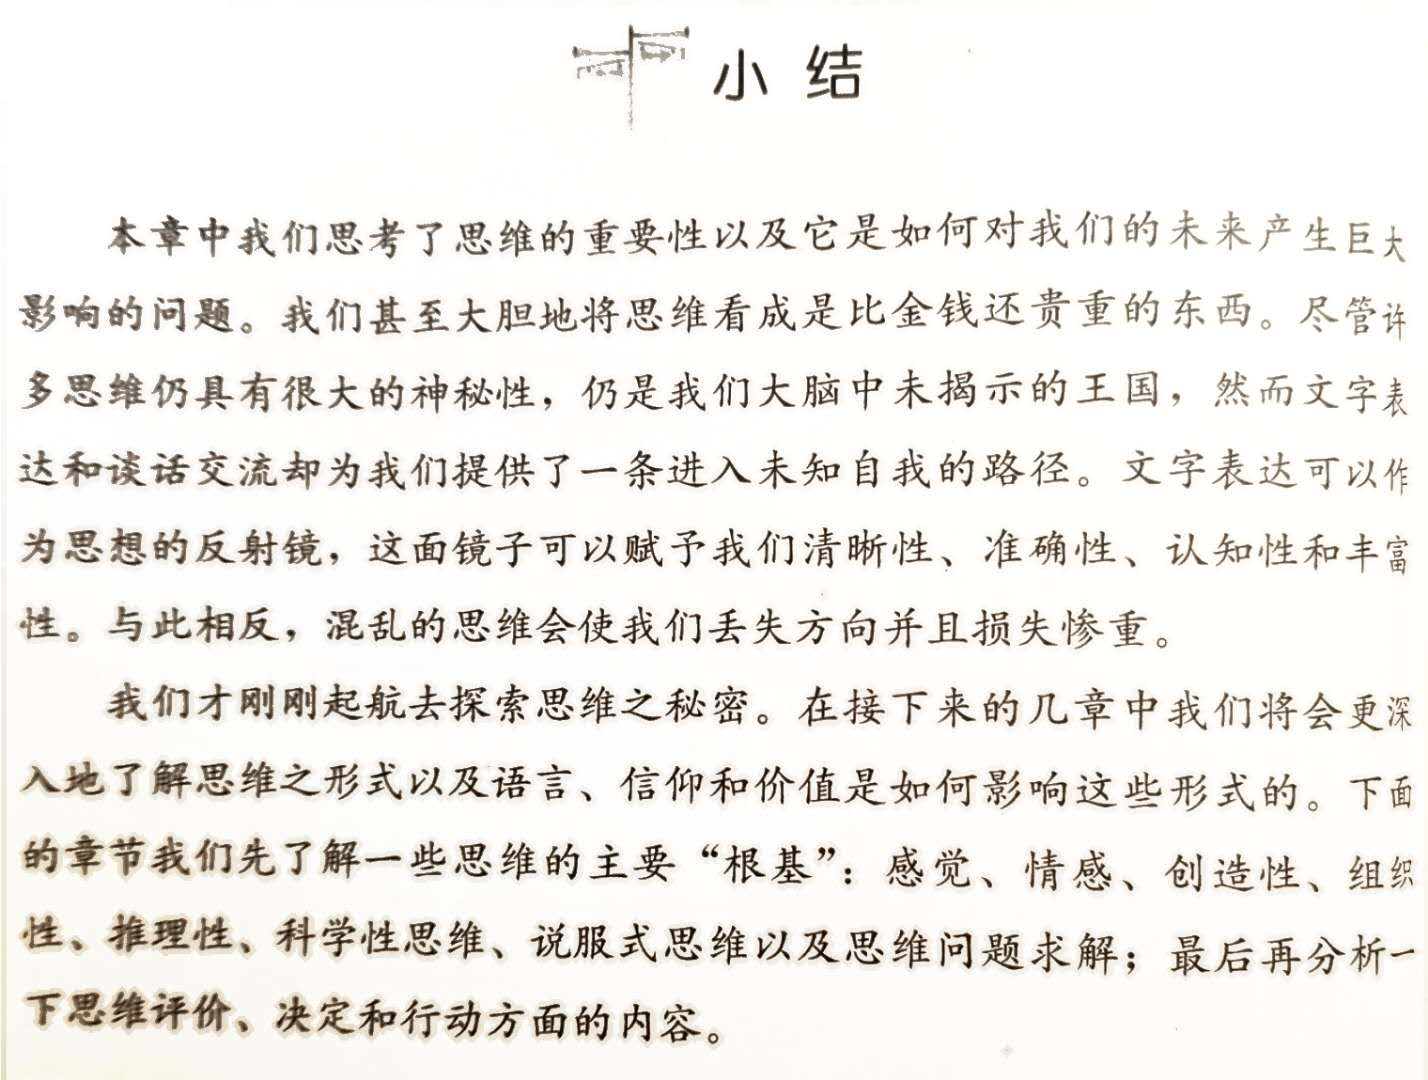 小结
本章中我们思考了思维的重要性以及它是如何对我们的未来产生巨大
影响的问题。我们甚至大胆地将思维看成是比金钱还贵重的东西。尽管许
多思维仍具有很大的神秘性，仍是我们大脑中未揭示的王国，然而文字表
达和谈话交流却为我们提供了一条进入未知自我的路径。文字表达可以作
为思想的反射镜，这面镜子可以赋予我们清晰性、准确性、认知性和丰富
性。与此相反，混乱的思维会使我们丢失方向并且损失惨重。
我们才刚刚起航去探索思维之秘密。在接下来的几章中我们将会更深
入地了解思维之形式以及语言、信仰和价值是如何影响这些形式的。下面
的章节我们先了解一些思维的主要“根基”：感觉、情感、创造性、组织
性、推理性、科学性思维、说服式思维以及思维问题求解；最后再分析一
下思维评价、决定和行动方面的内容。